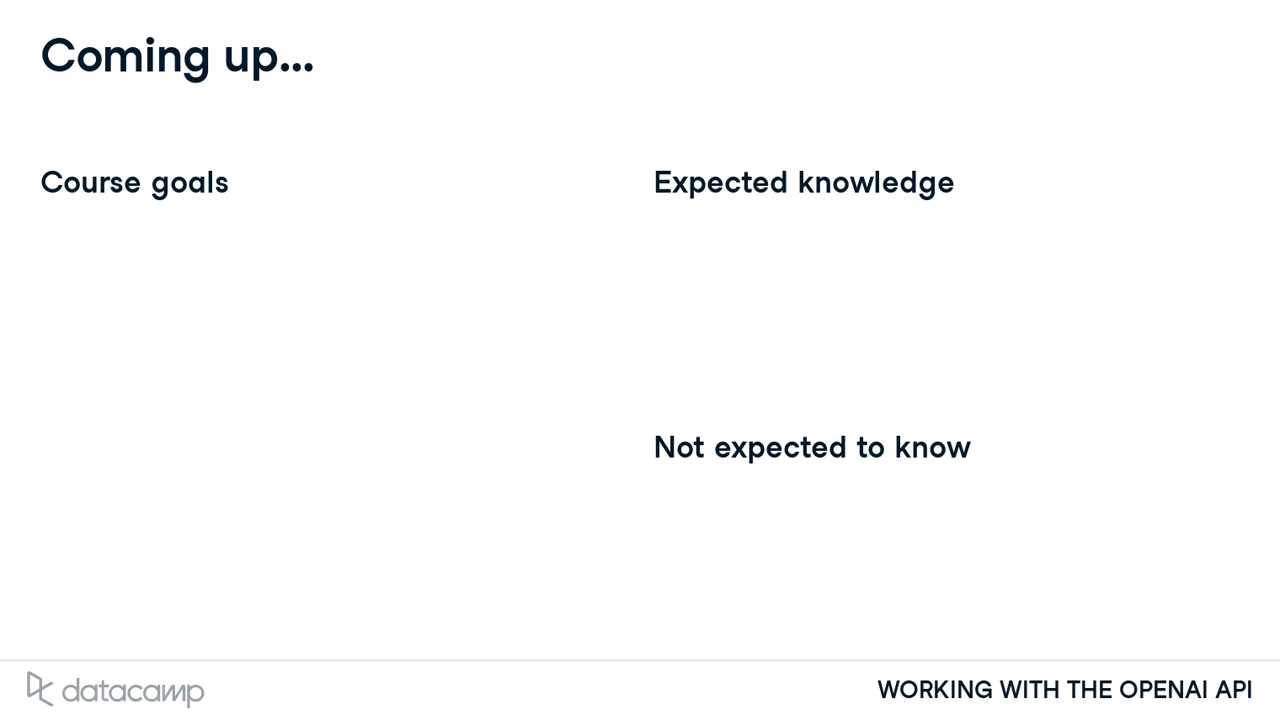 Coming up...
Course goals
Expected knowledge
Not expected to know
datacamp
WORKING WITH THE OPENAI API